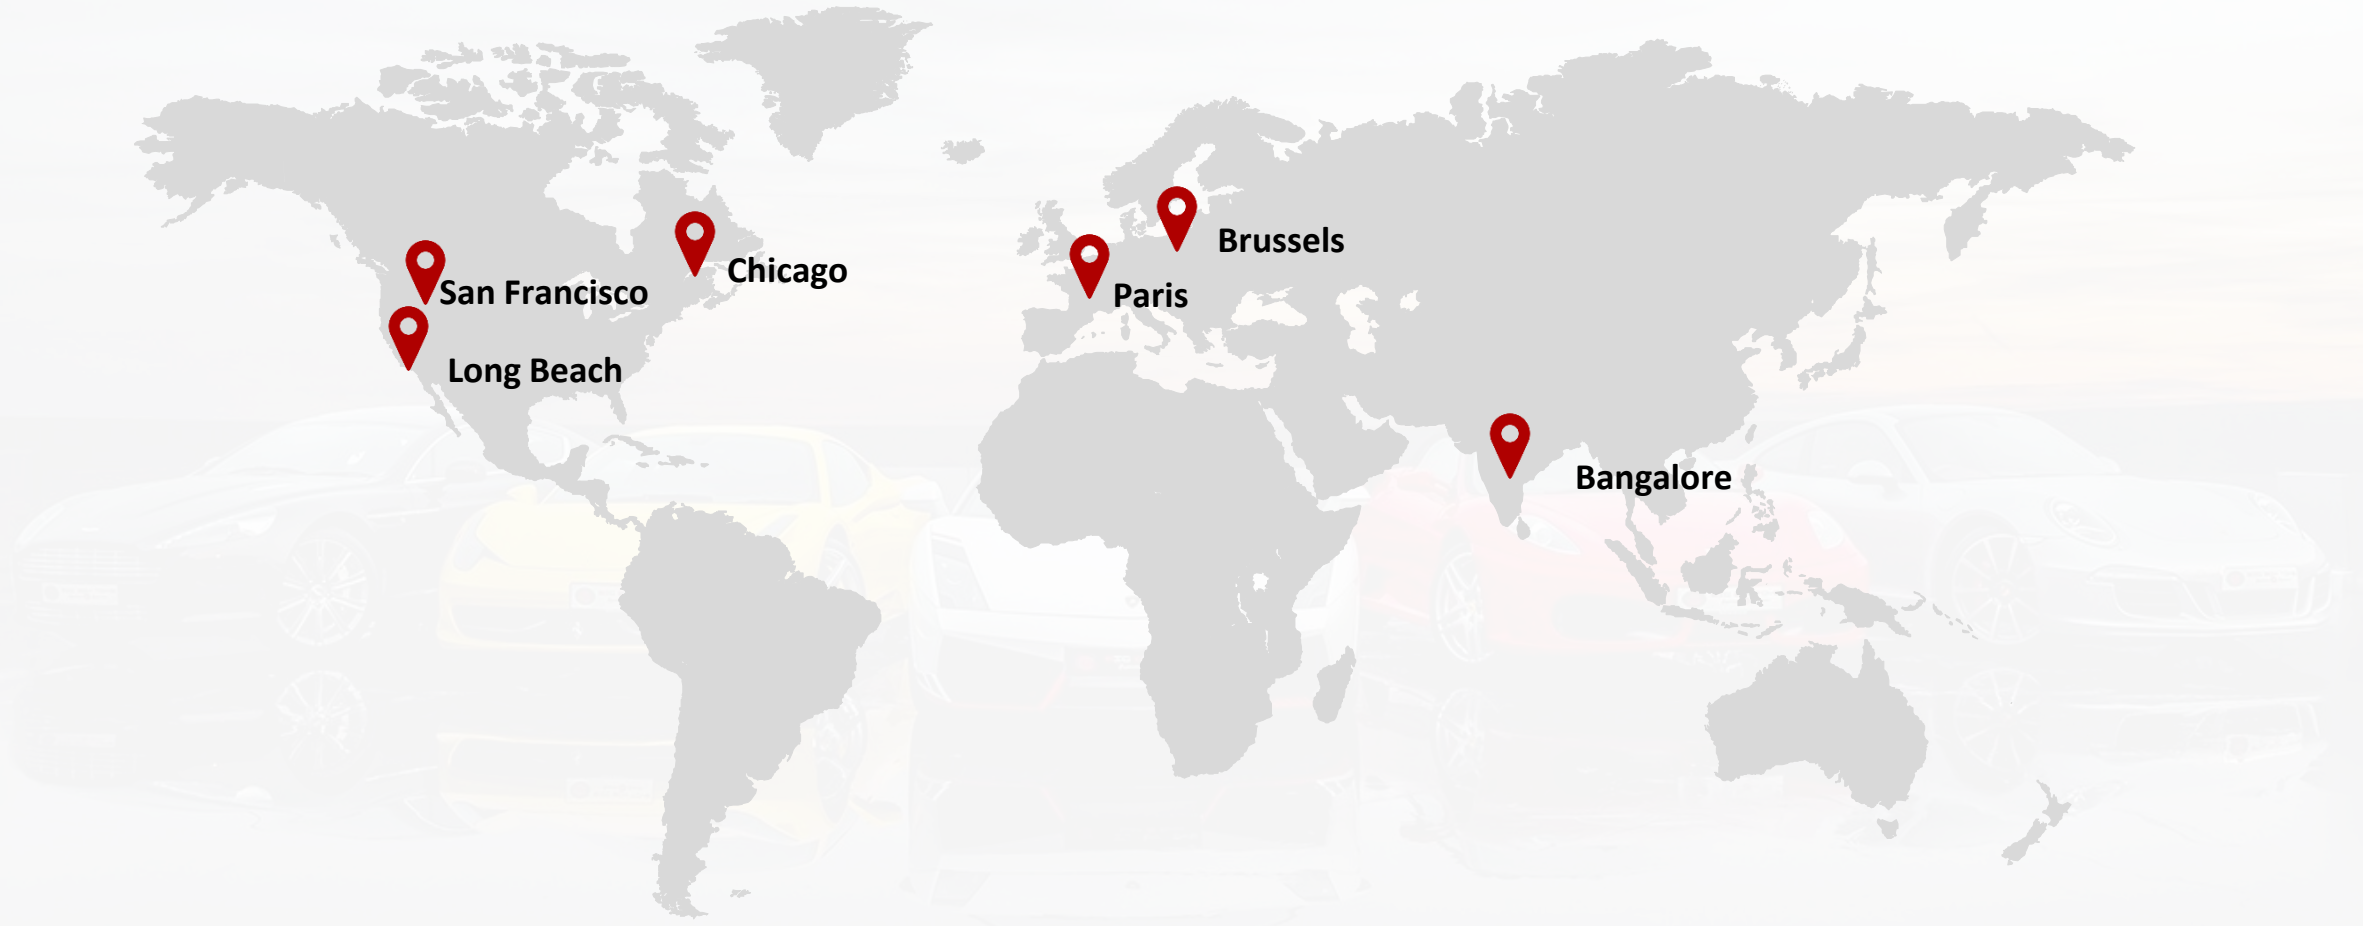 Brussels
Chicago
San Francisco
Paris
Long Beach
Bangalore